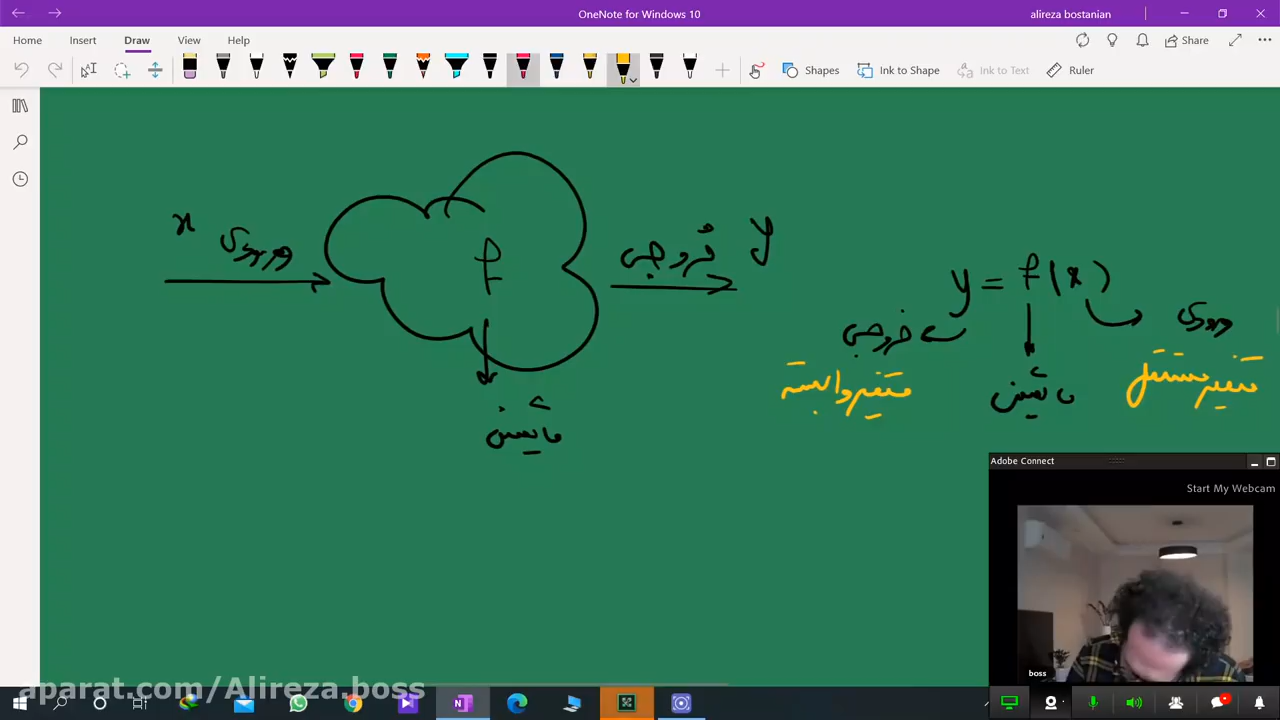 OneNote for Windows 10
alireza bostanian
Home Insert Draw View Help
Share
Shapes Ink to Shape Ink to Text Ruler
x ورودی
f
خروجی y
ماشین
y = f(x)
خروجی
ورودی
ماشین
متغیر وابسته
متغیر مستقل
Adobe Connect
Start My Webcam
boss
aparat.com/Alireza.boss